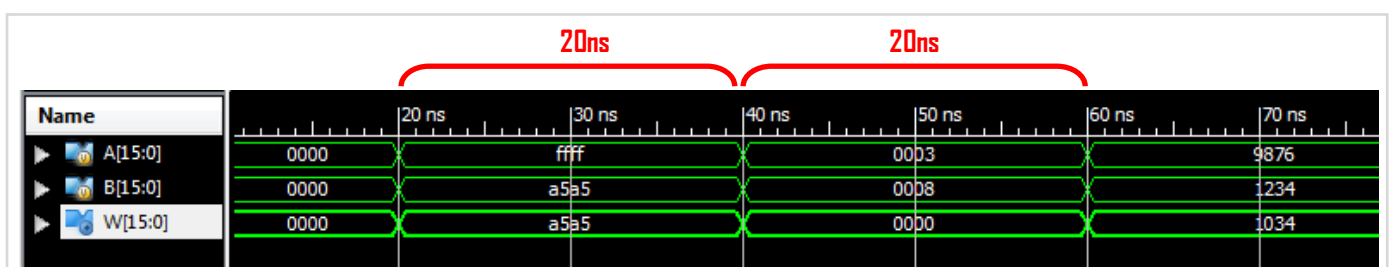 20ns 20ns
Name 20 ns 30 ns 40 ns 50 ns 60 ns 70 ns
A[15:0] 0000 ffff 0003 9876
B[15:0] 0000 a5a5 0008 1234
W[15:0] 0000 a5a5 0000 1034